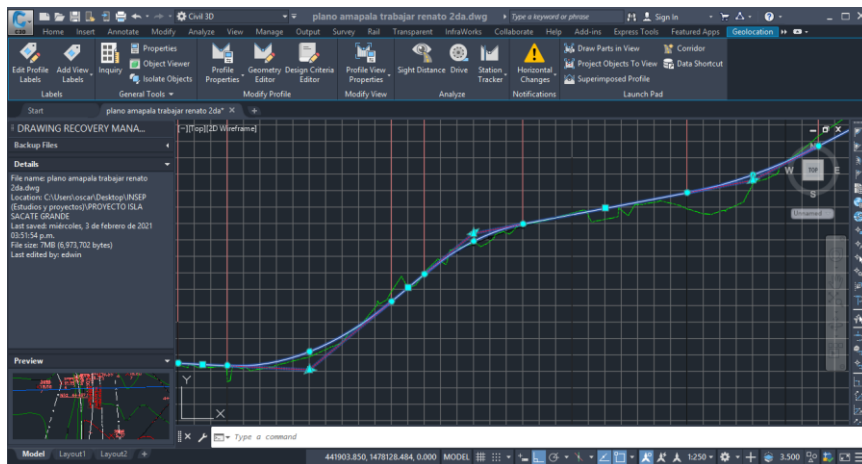 Civil 3D
plano amapala trabajar renato 2da.dwg
Type a keyword or phrase
Sign In
Home Insert Annotate Modify Analyze View Manage Output Survey Rail Transparent InfraWorks Collaborate Help Add-ins Express Tools Featured Apps Geolocation
Edit Profile Labels
Add View Labels
Inquiry
Properties
Object Viewer
Isolate Objects
Profile Properties
Geometry Editor
Design Criteria Editor
Profile View Properties
Sight Distance
Drive
Station Tracker
Horizontal Changes
Draw Parts in View
Project Objects To View
Superimposed Profile
Corridor
Data Shortcut
Labels
General Tools
Modify Profile
Modify View
Analyze
Notifications
Launch Pad
Start
plano amapala trabajar renato 2da*
DRAWING RECOVERY MANA...
[-][Top][2D Wireframe]
Backup Files
Details
File name: plano amapala trabajar renato
2da.dwg
Location: C:\Users\oscar\Desktop\INSEP
(Estudios y proyectos)\PROYECTO ISLA
SACATE GRANDE
Last saved: miércoles, 3 de febrero de 2021
03:51:54 p.m.
File size: 7MB (6,973,702 bytes)
Last edited by: edwin
W
TOP
E
S
Unnamed
Preview
Y
X
Type a command
Model Layout1 Layout2 +
441903.850, 1478128.484, 0.000 MODEL
1:250
3.500